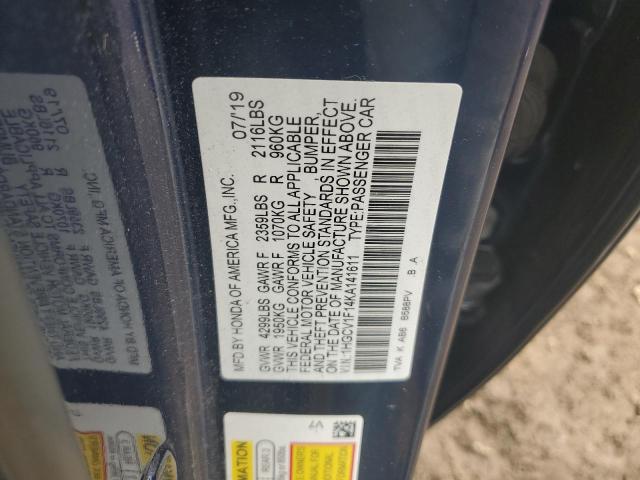 MFD.BY HONDA OF AMERICA MFG.,INC. 07/'19
GVWR 4299LBS GAWR F 2359LBS R 2116LBS
GVWR 1950KG GAWR F 1070KG R 960KG
THIS VEHICLE CONFORMS TO ALL APPLICABLE
FEDERAL MOTOR VEHICLE SAFETY, BUMPER,
AND THEFT PREVENTION STANDARDS IN EFFECT
ON THE DATE OF MANUFACTURE SHOWN ABOVE.
V.I.N.:1HGCV1F14KA141611 TYPE:PASSENGER CAR
TVA K AB6 B588PV B A